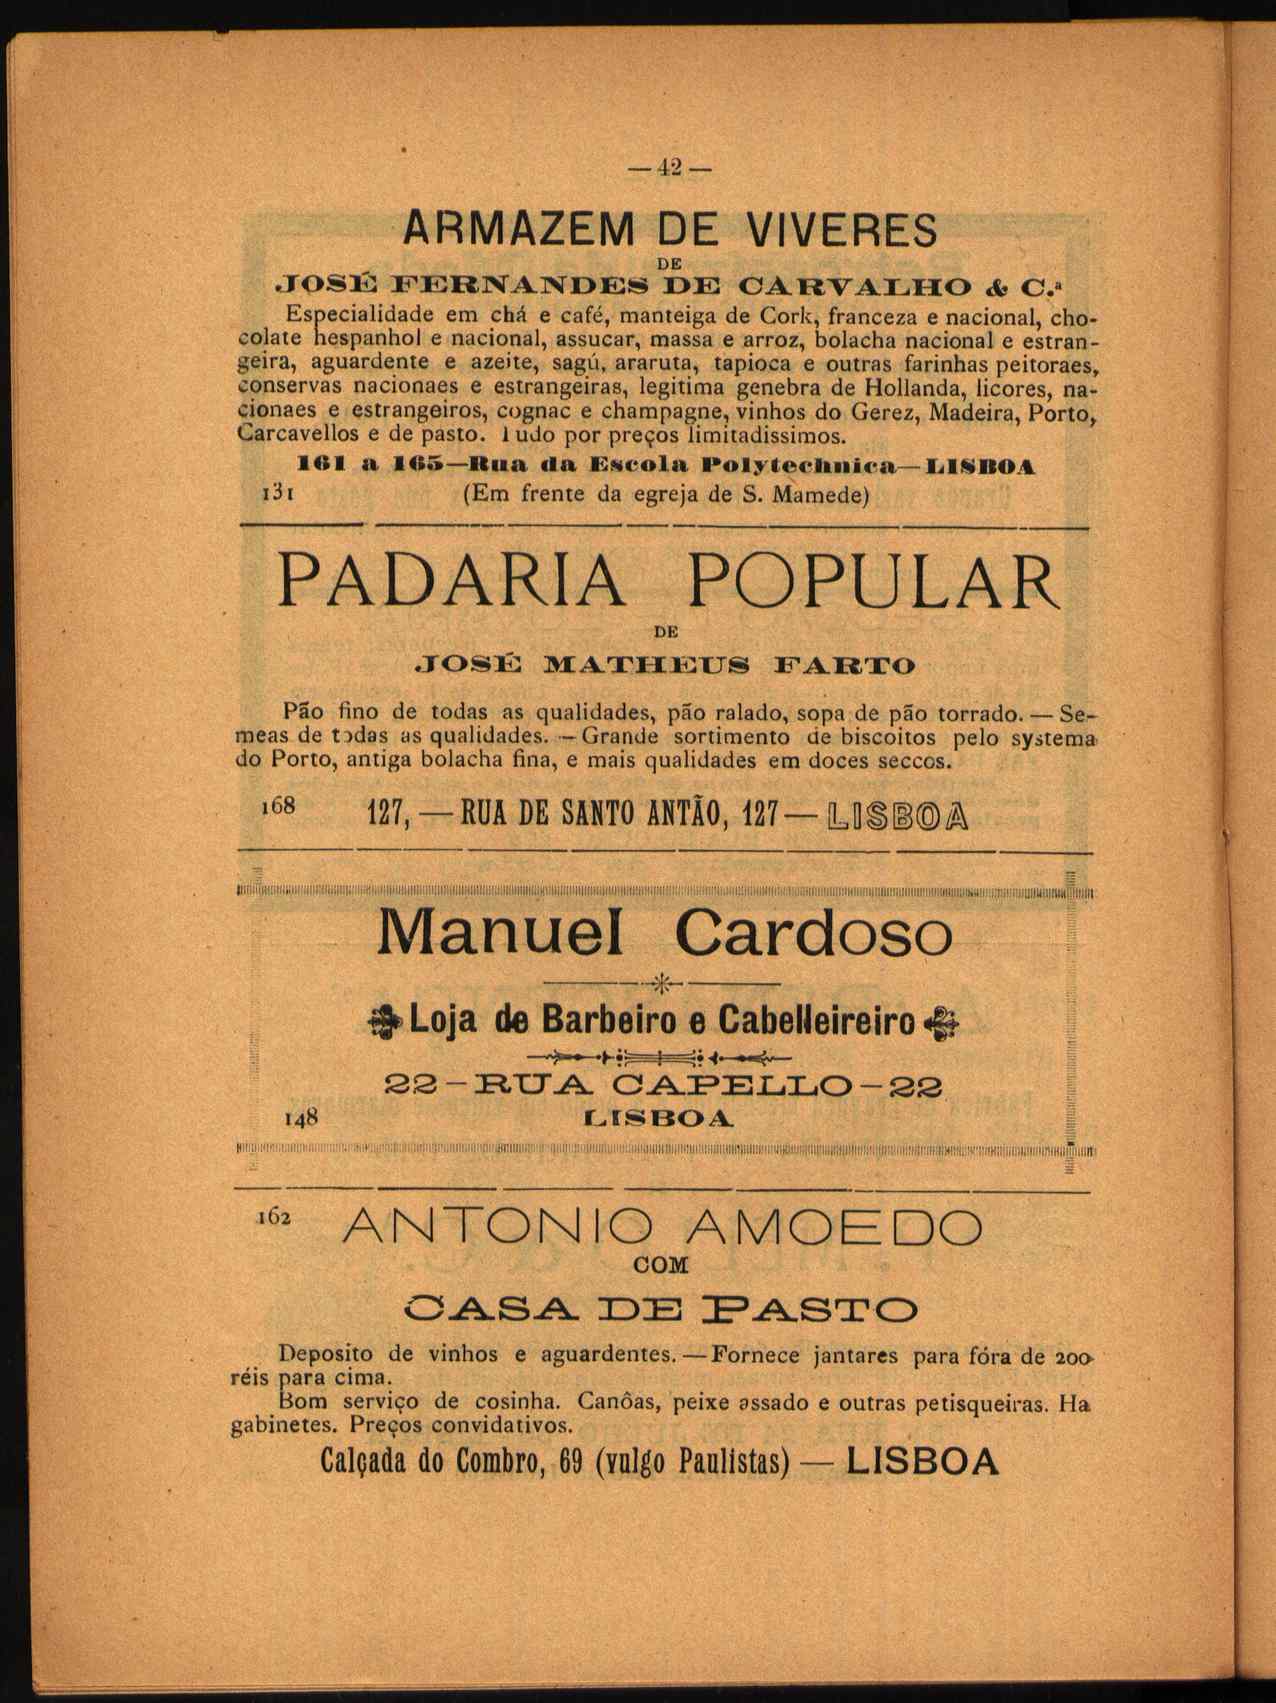 — 42 —
ARMAZEM DE VIVERES
DE
JOSÉ FERNANDES DE CARVALHO & C.ª
Especialidade em chá e café, manteiga de Cork, franceza e nacional, cho-
colate hespanhol e nacional, assucar, massa e arroz, bolacha nacional e estran-
geira, aguardente e azeite, sagú, araruta, tapioca e outras farinhas peitoraes,
conservas nacionaes e estrangeiras, legitima genebra de Hollanda, licores, na-
cionaes e estrangeiros, cognac e champagne, vinhos do Gerez, Madeira, Porto,
Carcavellos e de pasto. Tudo por preços limitadissimos.
161 a 165—Rua da Escola Polytechnica—LISBOA
131 (Em frente da egreja de S. Mamede)
PADARIA POPULAR
DE
JOSÉ MATHEUS FARTO
Pão fino de todas as qualidades, pão ralado, sopa de pão torrado. — Se-
meas de todas as qualidades. — Grande sortimento de biscoitos pelo systema
do Porto, antiga bolacha fina, e mais qualidades em doces seccos.
168 127, — RUA DE SANTO ANTÃO, 127 — LISBOA
Manuel Cardoso
Loja de Barbeiro e Cabelleireiro
22-RUA CAPELLO-22
148 LISBOA
162 ANTONIO AMOEDO
COM
CASA DE PASTO
Deposito de vinhos e aguardentes. — Fornece jantares para fóra de 200
réis para cima.
Bom serviço de cosinha. Canôas, peixe assado e outras petisqueiras. Ha
gabinetes. Preços convidativos.
Calçada do Combro, 69 (vulgo Paulistas) — LISBOA